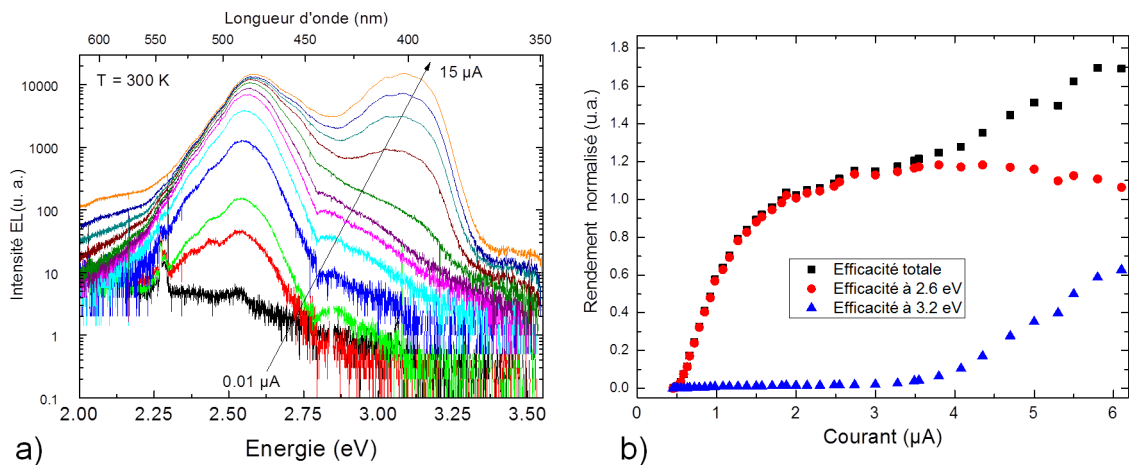 Longueur d'onde (nm)
600 550 500 450 400 350
T = 300 K
15 µA
0.01 µA
10000
1000
100
10
1
0.1
Intensité EL(u. a.)
2.00 2.25 2.50 2.75 3.00 3.25 3.50
Energie (eV)
a)
1.8
1.6
1.4
1.2
1.0
0.8
0.6
0.4
0.2
0.0
Rendement normalisé (u.a.)
Efficacité totale
Efficacité à 2.6 eV
Efficacité à 3.2 eV
0 1 2 3 4 5 6
Courant (µA)
b)